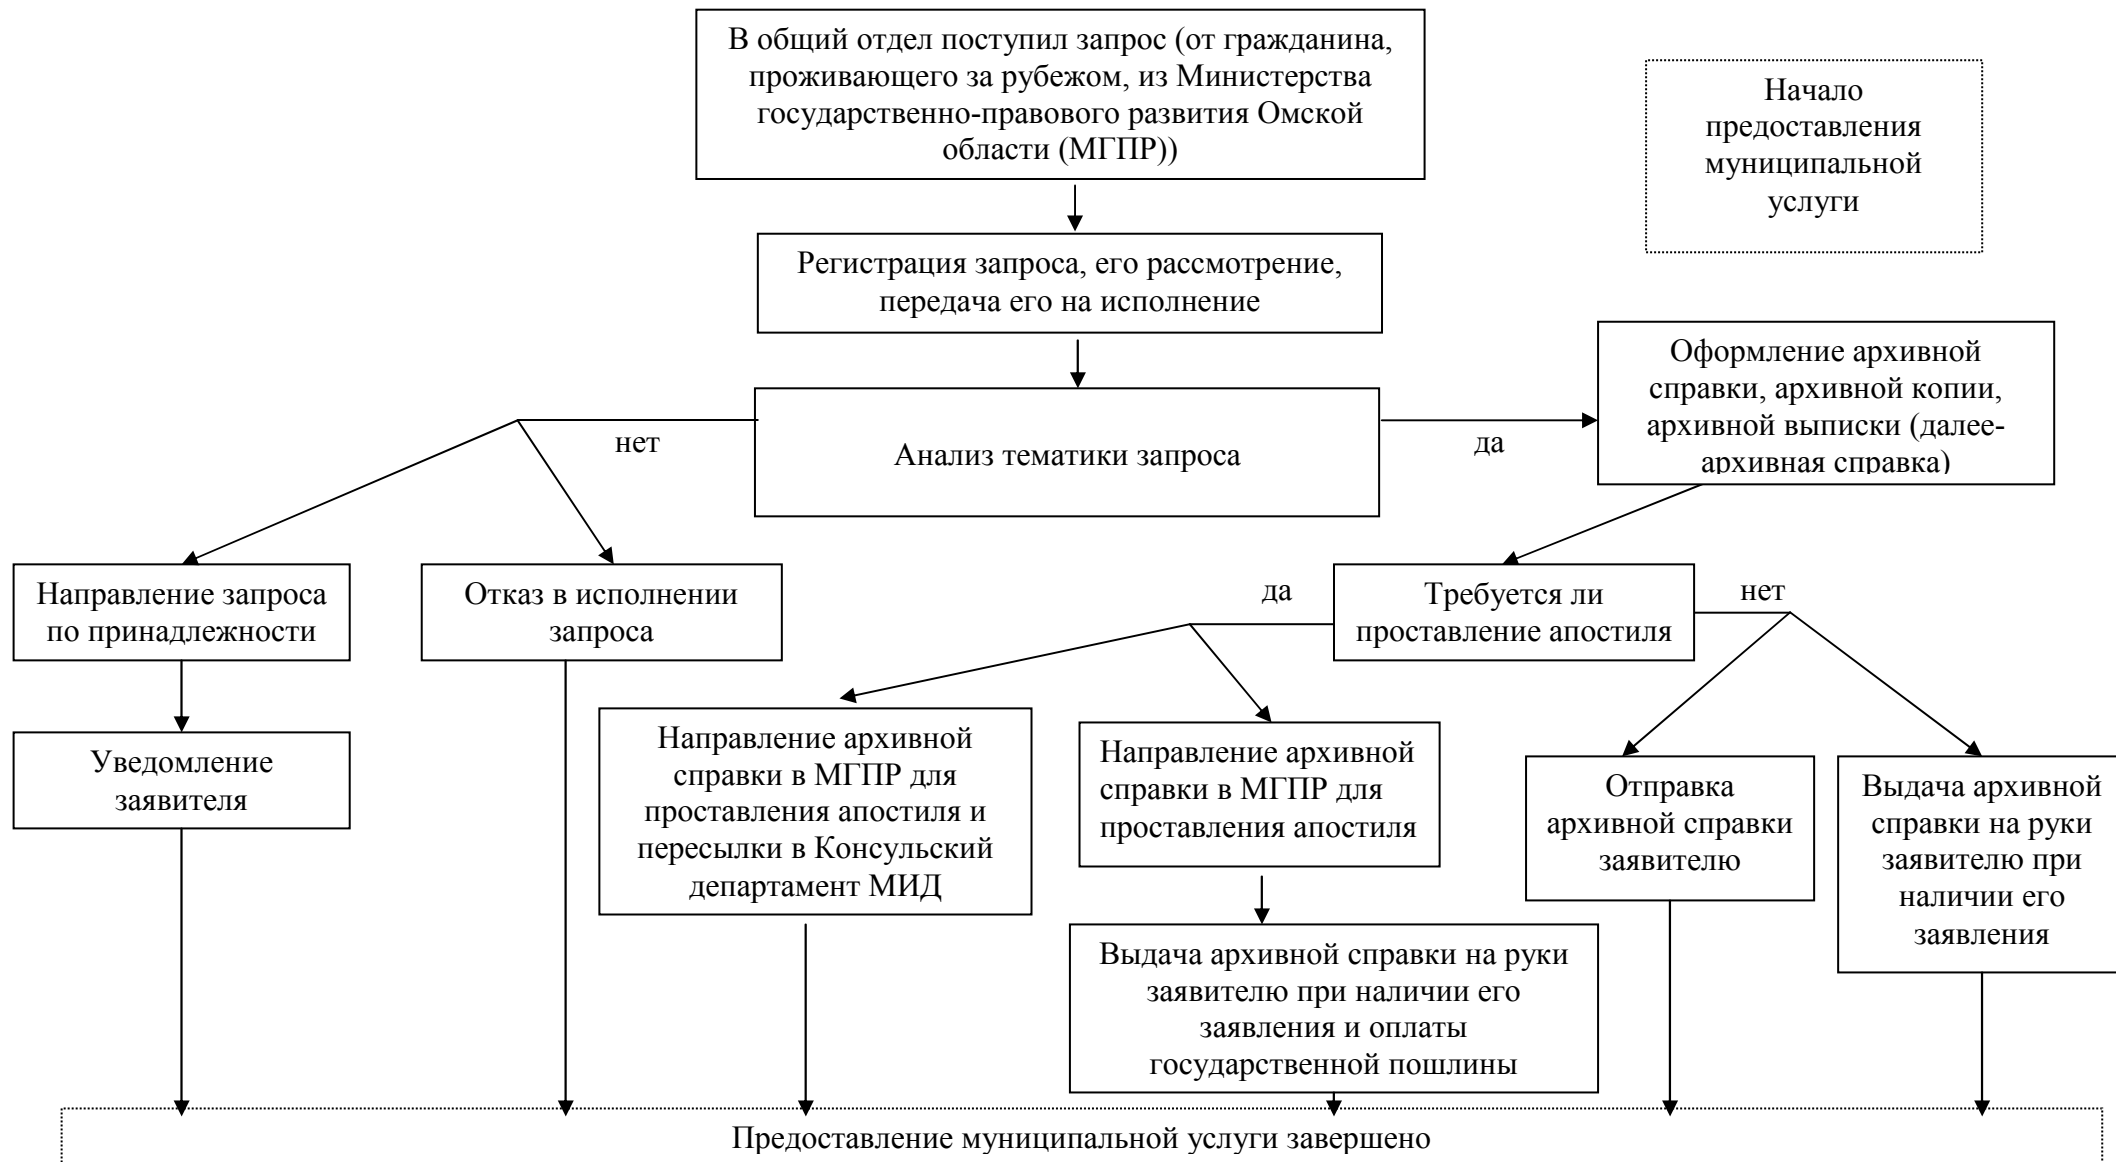 В общий отдел поступил запрос (от гражданина,
проживающего за рубежом, из Министерства
государственно-правового развития Омской
области (МГПР))
Начало
предоставления
муниципальной
услуги
Регистрация запроса, его рассмотрение,
передача его на исполнение
Оформление архивной
справки, архивной копии,
архивной выписки (далее-
архивная справка)
нет
Анализ тематики запроса
да
Направление запроса
по принадлежности
Отказ в исполнении
запроса
да
Требуется ли
проставление апостиля
нет
Уведомление
заявителя
Направление архивной
справки в МГПР для
проставления апостиля и
пересылки в Консульский
департамент МИД
Направление архивной
справки в МГПР для
проставления апостиля
Отправка
архивной справки
заявителю
Выдача архивной
справки на руки
заявителю при
наличии его
заявления
Выдача архивной справки на руки
заявителю при наличии его
заявления и оплаты
государственной пошлины
Предоставление муниципальной услуги завершено